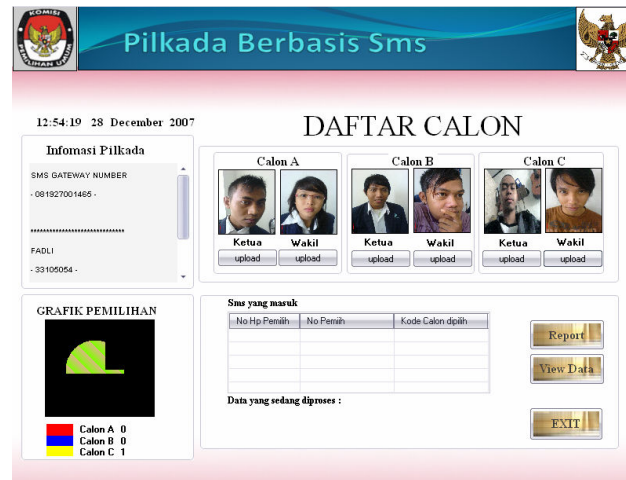 KOMISI
PEMILIHAN UMUM
Pilkada Berbasis Sms
12:54:19 28 December 2007
DAFTAR CALON
Infomasi Pilkada
SMS GATEWAY NUMBER
- 081927001465 -
******************************
FADLI
- 33105054 -
Calon A
Calon B
Calon C
Ketua Wakil
Ketua Wakil
Ketua Wakil
upload upload
upload upload
upload upload
GRAFIK PEMILIHAN
Calon A 0
Calon B 0
Calon C 1
Sms yang masuk
No Hp Pemilih No Pemilh Kode Calon dipilih
Data yang sedang diproses :
Report
View Data
EXIT